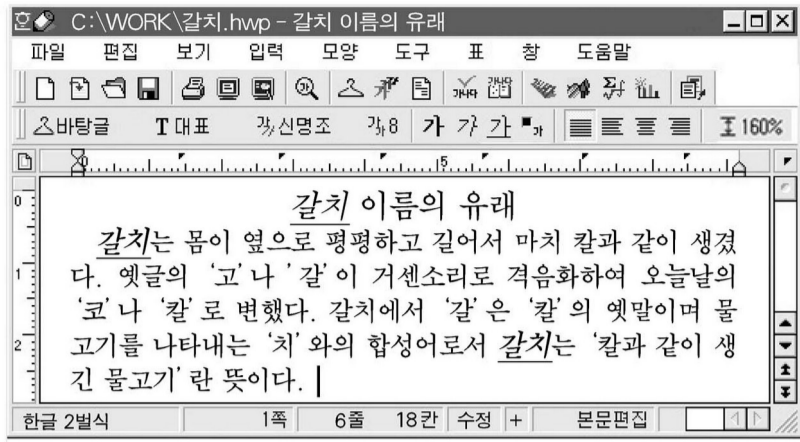 C:\WORK\갈치.hwp - 갈치 이름의 유래
파일 편집 보기 입력 모양 도구 표 창 도움말
바탕글 대표 신명조 8 가 가 가 가 160%
0 5
갈치 이름의 유래
갈치는 몸이 옆으로 평평하고 길어서 마치 칼과 같이 생겼
다. 옛글의 '고'나 '갈'이 거센소리로 격음화하여 오늘날의
'코'나 '칼'로 변했다. 갈치에서 '갈'은 '칼'의 옛말이며 물
고기를 나타내는 '치'와의 합성어로서 갈치는 '칼과 같이 생
긴 물고기'란 뜻이다.
0
1
2
한글 2벌식 1쪽 6줄 18칸 수정 + 본문편집